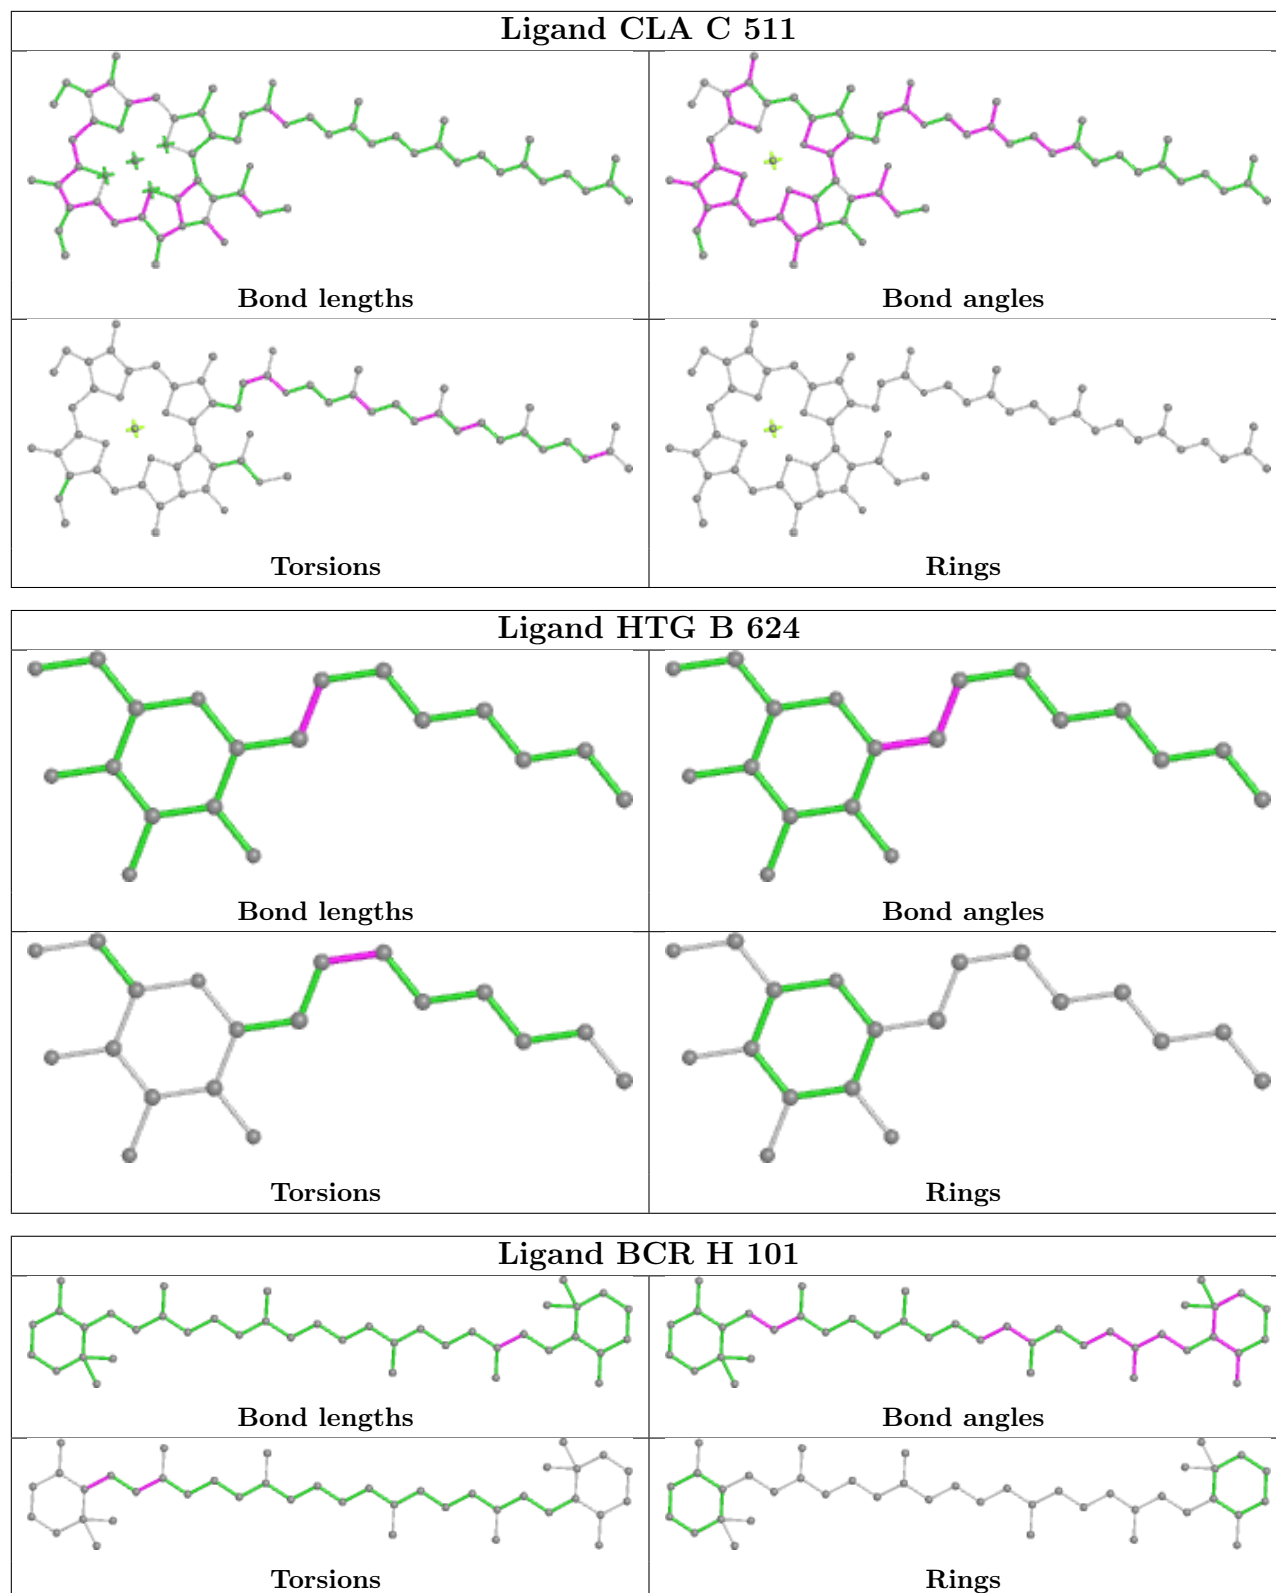 Ligand CLA C 511
Bond lengths
Bond angles
Torsions
Rings
Ligand HTG B 624
Bond lengths
Bond angles
Torsions
Rings
Ligand BCR H 101
Bond lengths
Bond angles
Torsions
Rings